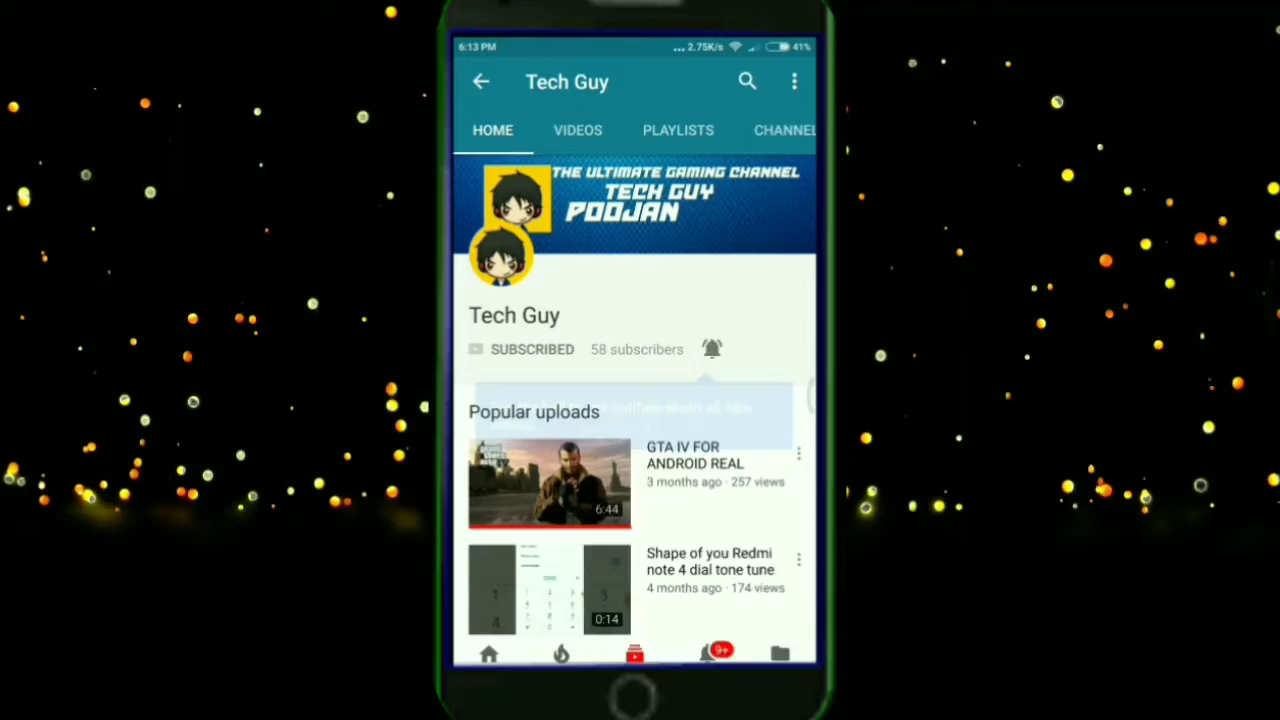 6:13 PM
... 2.75K/s 41%
Tech Guy
HOME VIDEOS PLAYLISTS CHANNEL
THE ULTIMATE GAMING CHANNEL
TECH GUY
POOJAN
Tech Guy
SUBSCRIBED 58 subscribers
Popular uploads
GTA IV FOR
ANDROID REAL
3 months ago · 257 views
6:44
Shape of you Redmi
note 4 dial tone tune
4 months ago · 174 views
0:14
9+